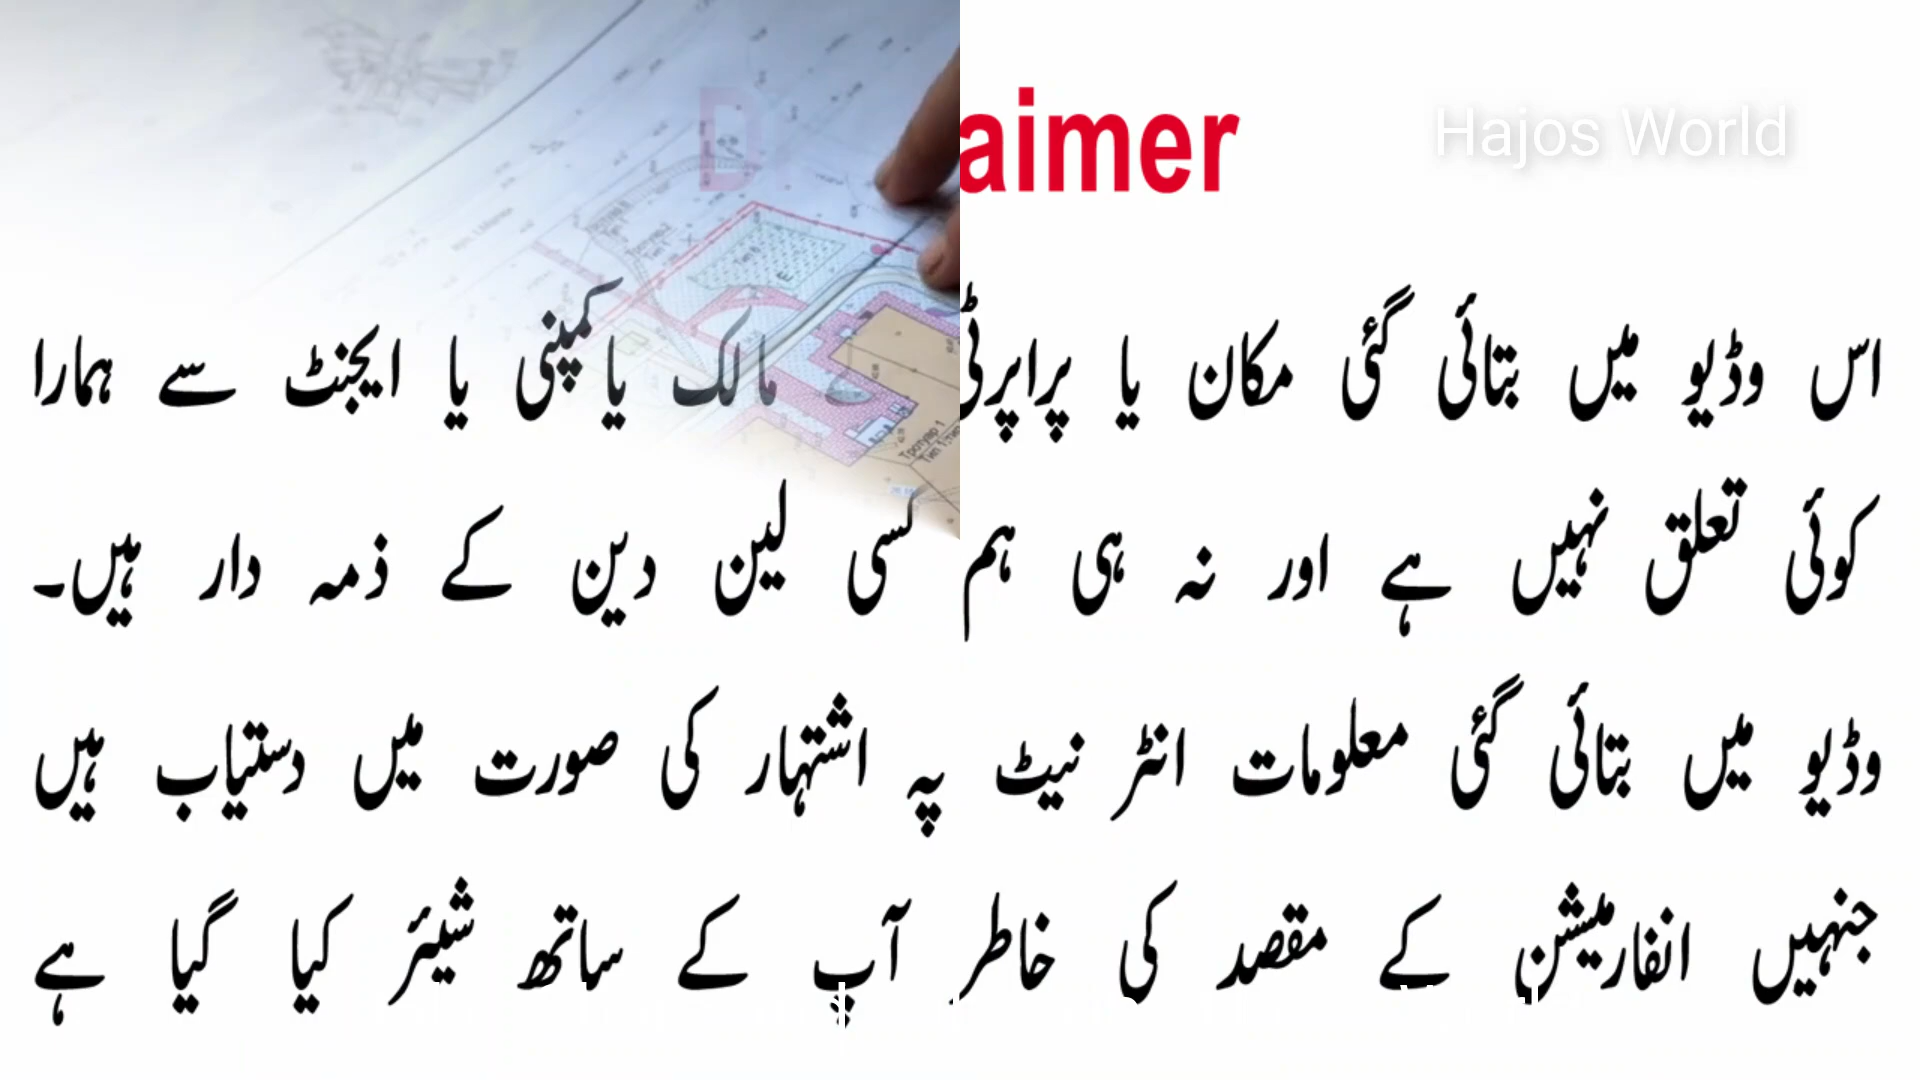 aimer
Hajos World
اس وڈیو میں بتائی گئی مکان یا پراپرٹی مالک یا کمپنی یا ایجنٹ سے ہمارا
کوئی تعلق نہیں ہے اور نہ ہی ہم کسی لین دین کے ذمہ دار ہیں۔
وڈیو میں بتائی گئی معلومات انٹر نیٹ پہ اشتہار کی صورت میں دستیاب ہیں
جنہیں انفارمیشن کے مقصد کی خاطر آپ کے ساتھ شیئر کیا گیا ہے